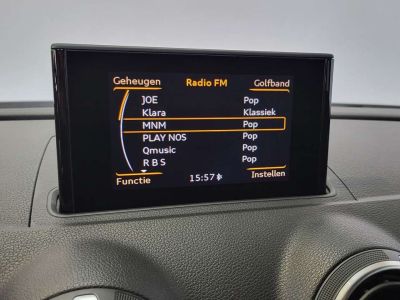 Geheugen Radio FM Golfband
JOE Pop
Klara Klassiek
MNM Pop
PLAY NOS Pop
Qmusic Pop
R B S Pop
Functie 15:57 Instellen